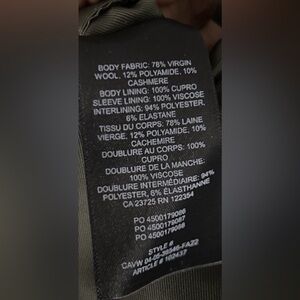 BODY FABRIC: 78% VIRGIN
WOOL, 12% POLYAMIDE, 10%
CASHMERE
BODY LINING: 100% CUPRO
SLEEVE LINING: 100% VISCOSE
INTERLINING: 94% POLYESTER,
6% ELASTANE
TISSU DU CORPS: 78% LAINE
VIERGE, 12% POLYAMIDE, 10%
CACHEMIRE
DOUBLURE AU CORPS: 100%
CUPRO
DOUBLURE DE LA MANCHE:
100% VISCOSE
DOUBLURE INTERMÉDIAIRE: 94%
POLYESTER, 6% ÉLASTHANNE
CA 23725 RN 122354
PO 4500179086
PO 4500179087
PO 4500179088
STYLE #
ARTICLE # 102437